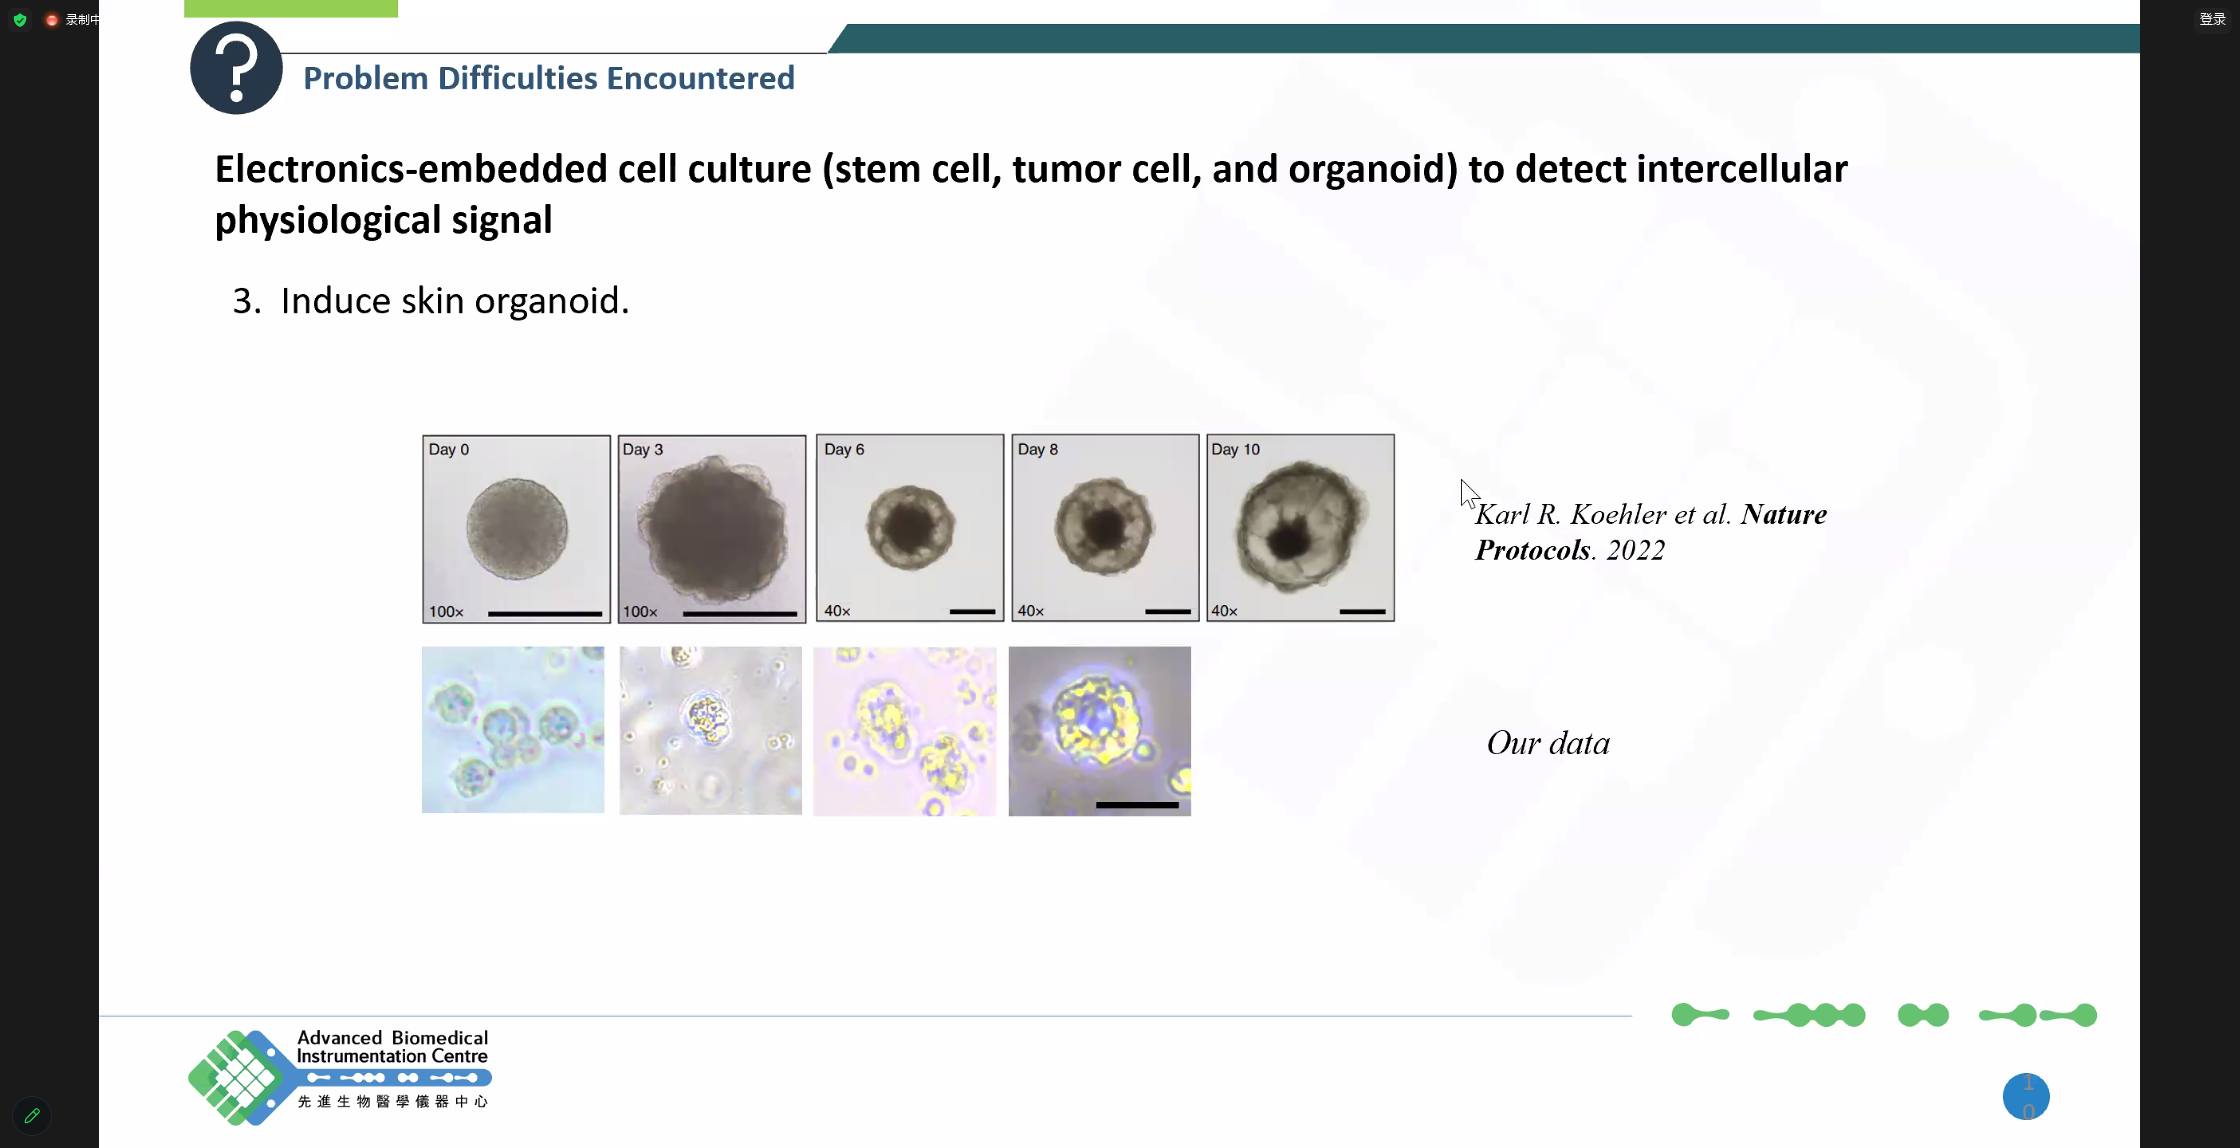 录制中
登录
Problem Difficulties Encountered
Electronics-embedded cell culture (stem cell, tumor cell, and organoid) to detect intercellular
physiological signal
3. Induce skin organoid.
Day 0
Day 3
Day 6
Day 8
Day 10
100×
100×
40×
40×
40×
Karl R. Koehler et al. Nature
Protocols. 2022
Our data
Advanced Biomedical
Instrumentation Centre
先進生物醫學儀器中心
1
0